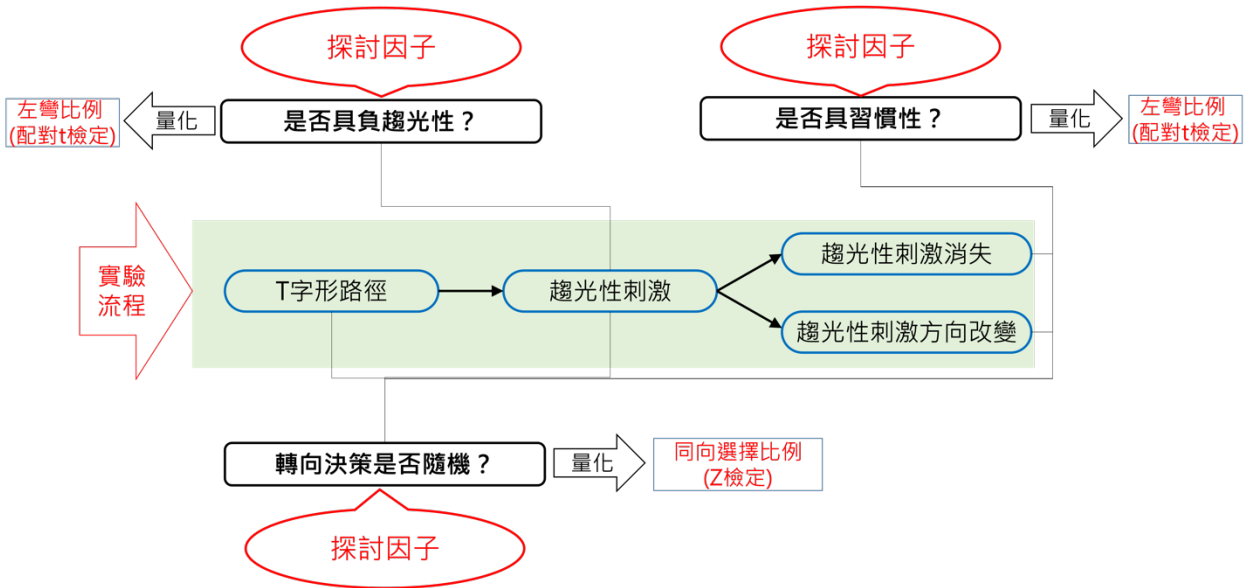 探討因子
探討因子
左彎比例
(配對t檢定)
量化
是否具負趨光性？
是否具習慣性？
量化
左彎比例
(配對t檢定)
實驗
流程
T字形路徑
趨光性刺激
趨光性刺激消失
趨光性刺激方向改變
轉向決策是否隨機？
量化
同向選擇比例
(Z檢定)
探討因子